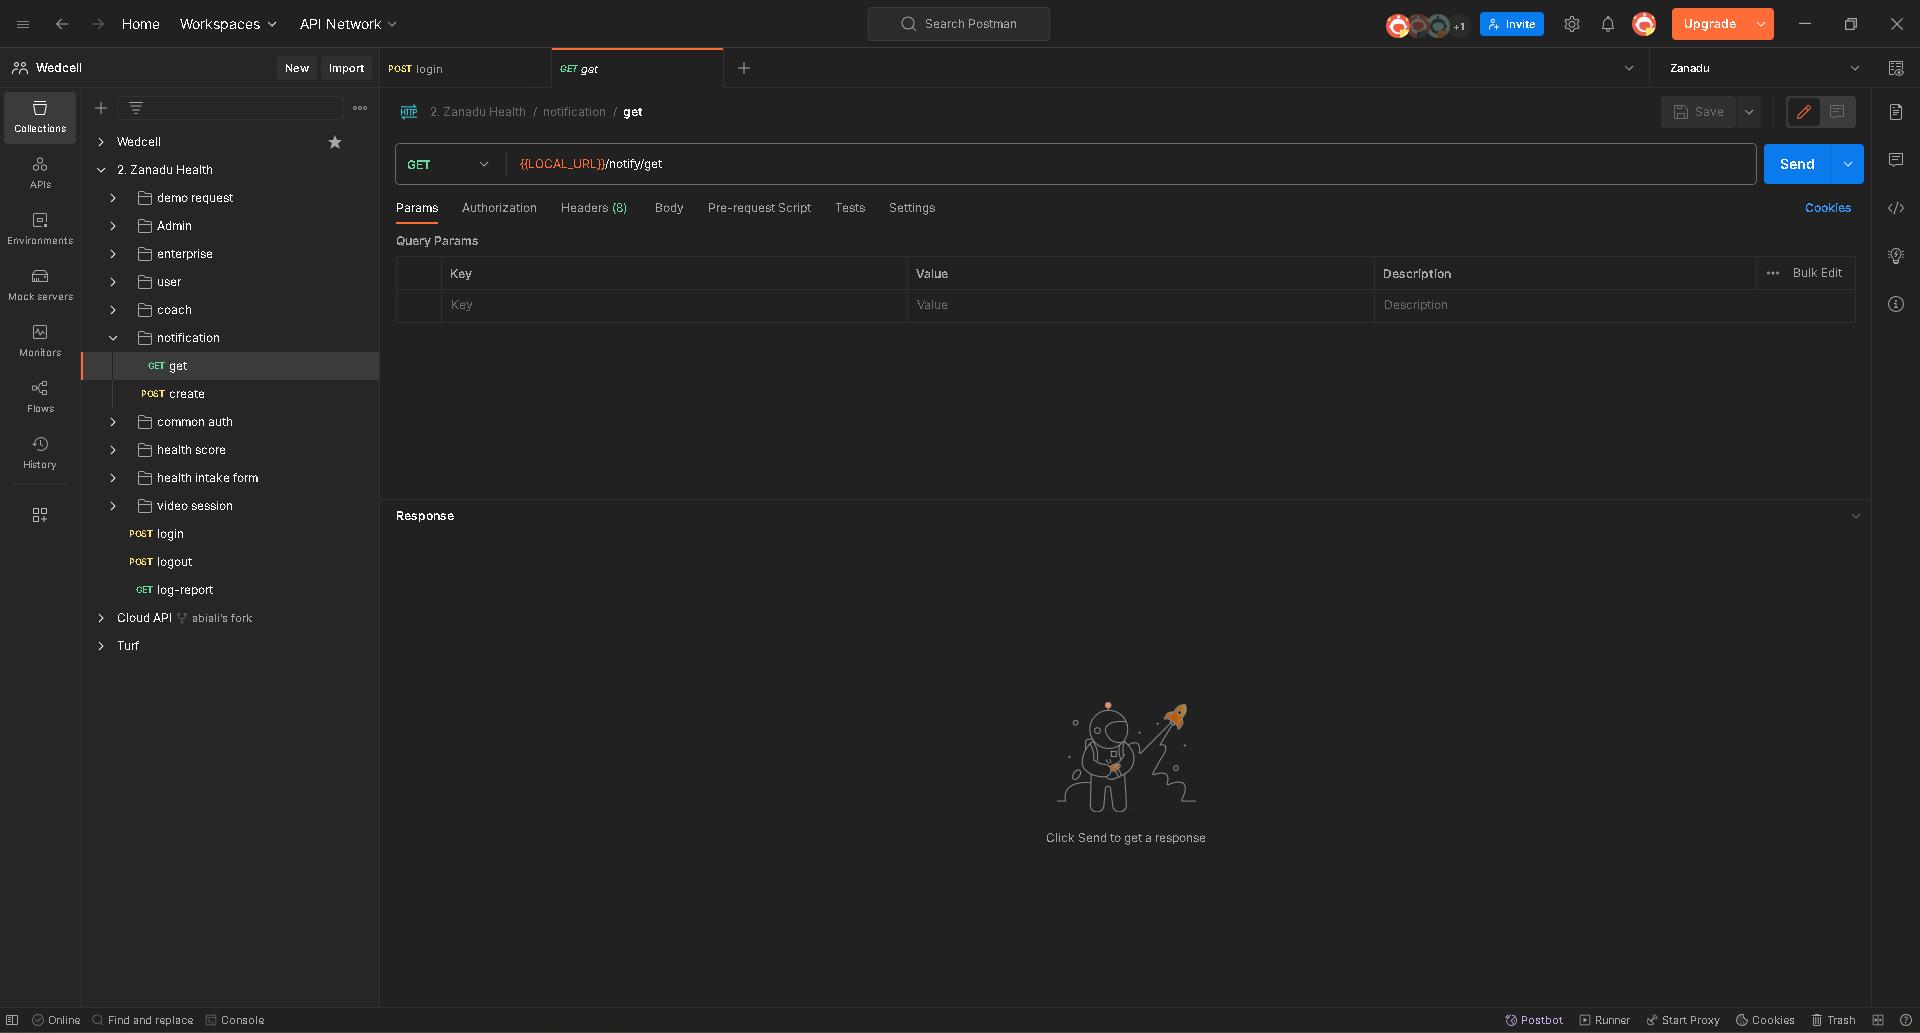 Home Workspaces API Network Search Postman +1 Invite Upgrade
Wedcell New Import POST login GET get Zanadu
Collections
APIs
Environments
Mock servers
Monitors
Flows
History
Wedcell
2. Zanadu Health
demo request
Admin
enterprise
user
coach
notification
GET get
POST create
common auth
health score
health intake form
video session
POST login
POST logout
GET log-report
Cloud API abiali's fork
Turf
HTTP 2. Zanadu Health / notification / get Save
GET {{LOCAL_URL}}/notify/get Send
Params Authorization Headers (8) Body Pre-request Script Tests Settings Cookies
Query Params
Key Value Description Bulk Edit
Key Value Description
Response
Click Send to get a response
Online Find and replace Console Postbot Runner Start Proxy Cookies Trash